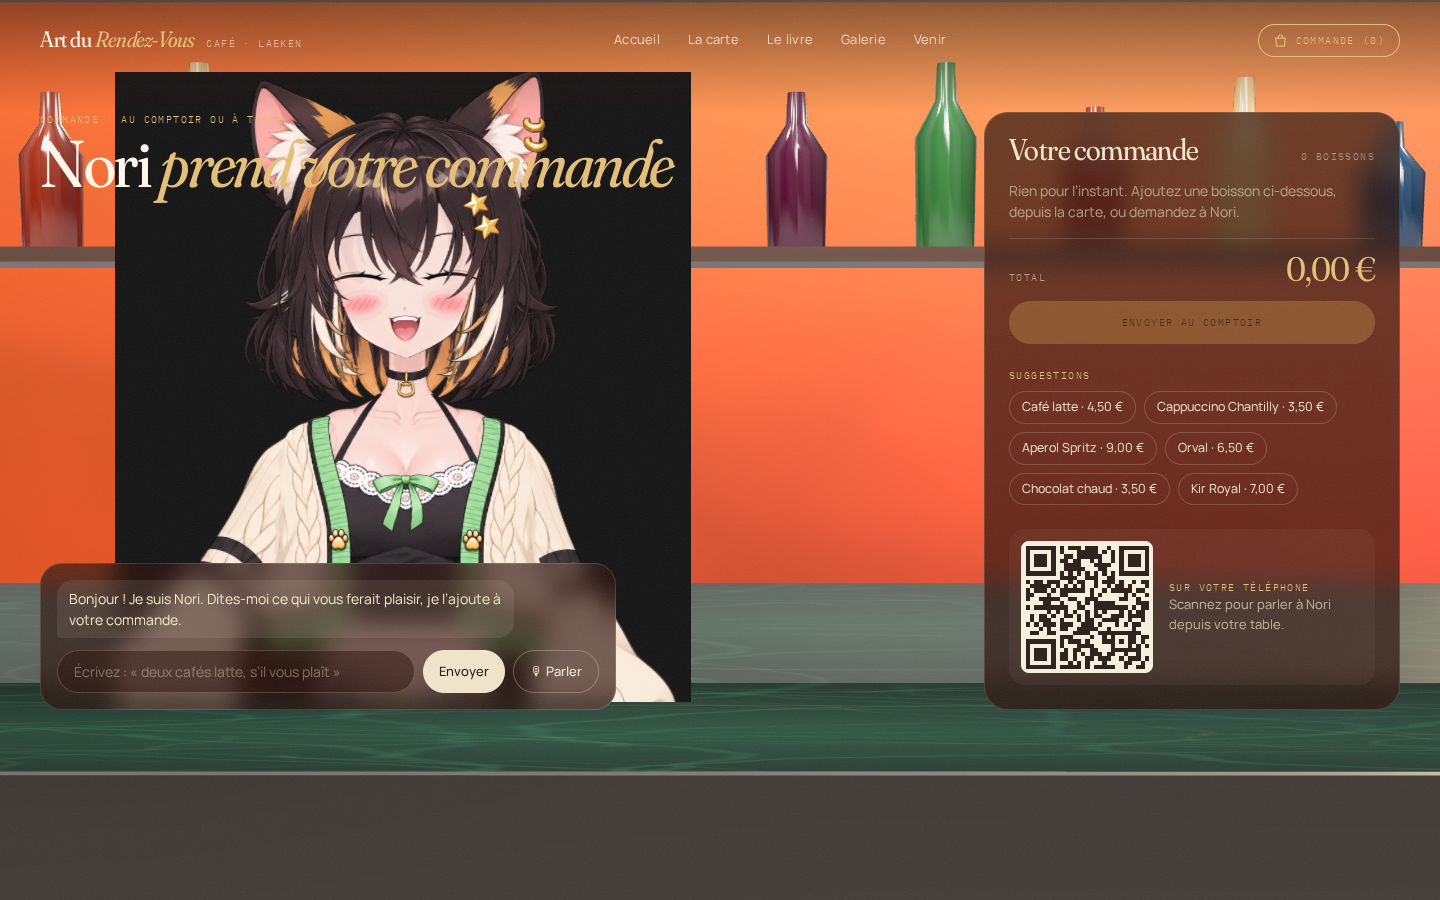 Art du Rendez-Vous CAFÉ · LAEKEN
Accueil
La carte
Le livre
Galerie
Venir
COMMANDE (0)
COMMANDE · AU COMPTOIR OU À TABLE
Nori prend votre commande
Bonjour ! Je suis Nori. Dites-moi ce qui vous ferait plaisir, je l'ajoute à
votre commande.
Écrivez : « deux cafés latte, s'il vous plaît »
Envoyer
🎙 Parler
Votre commande
0 BOISSONS
Rien pour l'instant. Ajoutez une boisson ci-dessous,
depuis la carte, ou demandez à Nori.
TOTAL
0,00 €
ENVOYER AU COMPTOIR
SUGGESTIONS
Café latte · 4,50 €
Cappuccino Chantilly · 3,50 €
Aperol Spritz · 9,00 €
Orval · 6,50 €
Chocolat chaud · 3,50 €
Kir Royal · 7,00 €
SUR VOTRE TÉLÉPHONE
Scannez pour parler à Nori
depuis votre table.